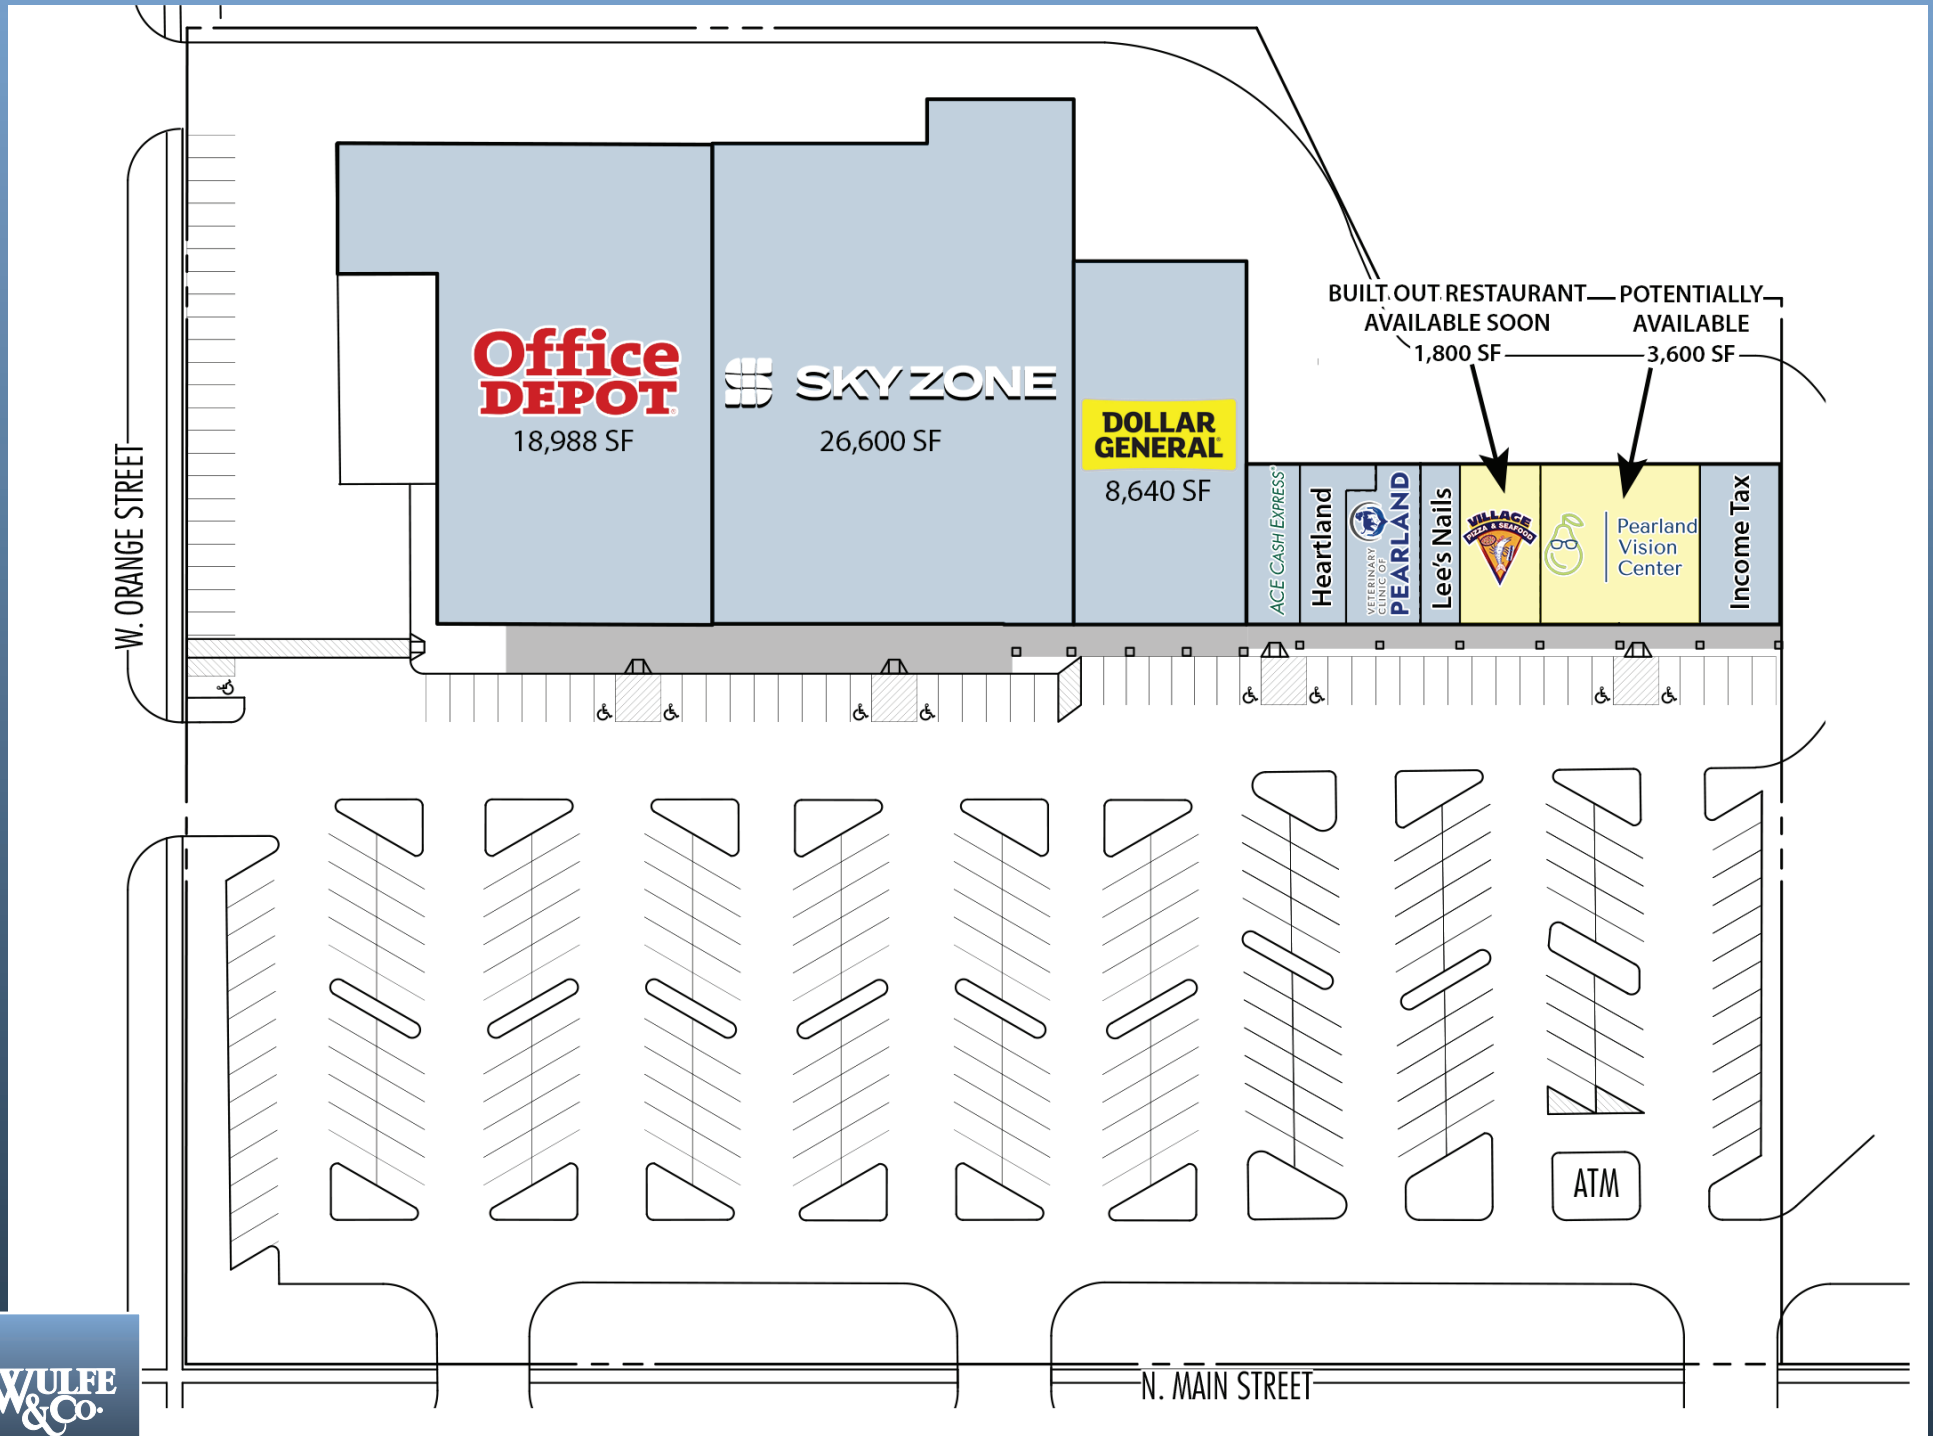 BUILT OUT RESTAURANT
AVAILABLE SOON
1,800 SF
POTENTIALLY
AVAILABLE
3,600 SF
Office
DEPOT
18,988 SF
SKY ZONE
26,600 SF
DOLLAR
GENERAL
8,640 SF
ACE CASH EXPRESS
Heartland
VETERINARY
CLINIC OF
PEARLAND
Lee's Nails
VILLAGE
PIZZA & SEAFOOD
Pearland
Vision
Center
Income Tax
W. ORANGE STREET
ATM
N. MAIN STREET
WULFE
& Co.